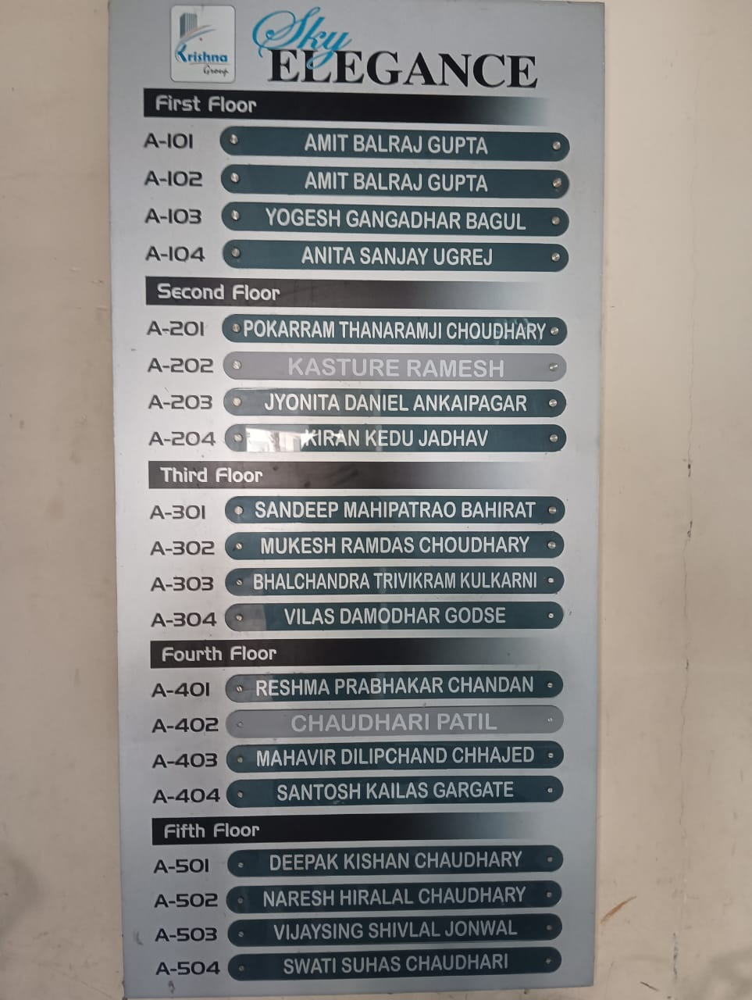 Krishna
Group
Sky
ELEGANCE
First Floor
A-101 AMIT BALRAJ GUPTA
A-102 AMIT BALRAJ GUPTA
A-103 YOGESH GANGADHAR BAGUL
A-104 ANITA SANJAY UGREJ
Second Floor
A-201 POKARRAM THANARAMJI CHOUDHARY
A-202 KASTURE RAMESH
A-203 JYONITA DANIEL ANKAIPAGAR
A-204 KIRAN KEDU JADHAV
Third Floor
A-301 SANDEEP MAHIPATRAO BAHIRAT
A-302 MUKESH RAMDAS CHOUDHARY
A-303 BHALCHANDRA TRIVIKRAM KULKARNI
A-304 VILAS DAMODHAR GODSE
Fourth Floor
A-401 RESHMA PRABHAKAR CHANDAN
A-402 CHAUDHARI PATIL
A-403 MAHAVIR DILIPCHAND CHHAJED
A-404 SANTOSH KAILAS GARGATE
Fifth Floor
A-501 DEEPAK KISHAN CHAUDHARY
A-502 NARESH HIRALAL CHAUDHARY
A-503 VIJAYSING SHIVLAL JONWAL
A-504 SWATI SUHAS CHAUDHARI